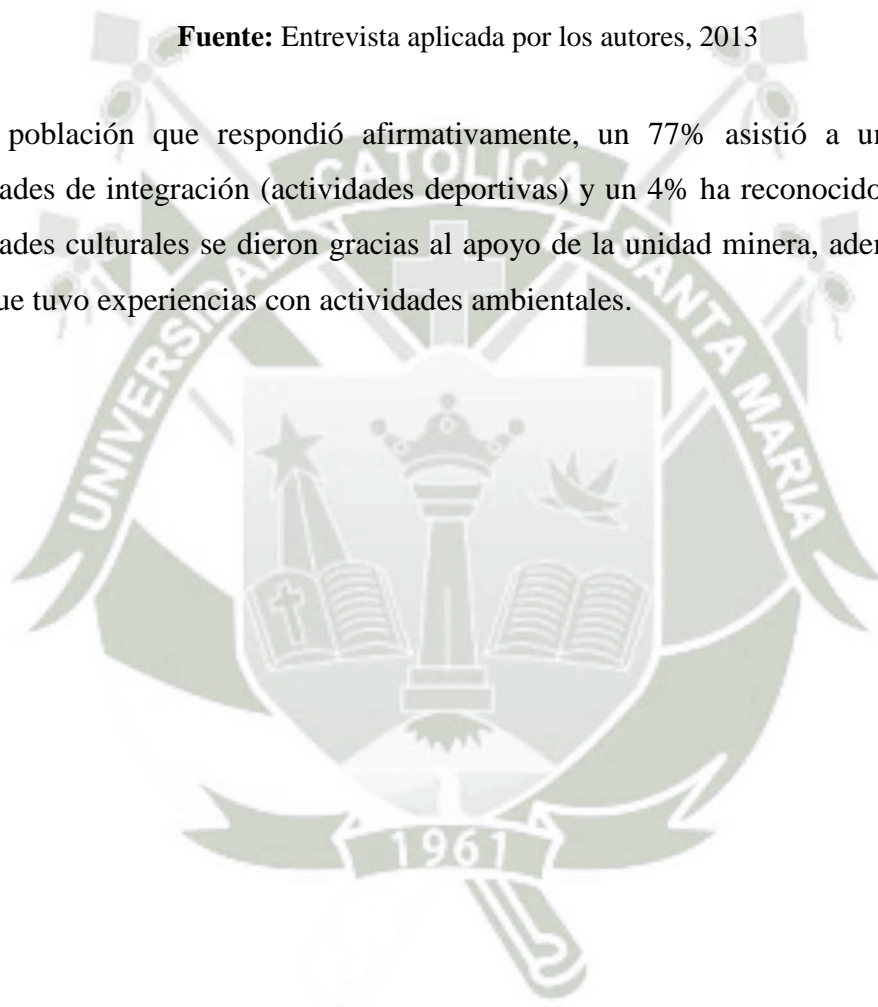 Fuente: Entrevista aplicada por los autores, 2013
población que respondió afirmativamente, un 77% asistió a un
ades de integración (actividades deportivas) y un 4% ha reconocido
ades culturales se dieron gracias al apoyo de la unidad minera, ader
ue tuvo experiencias con actividades ambientales.
UNIVERSIDAD CATOLICA SANTA MARIA
1961